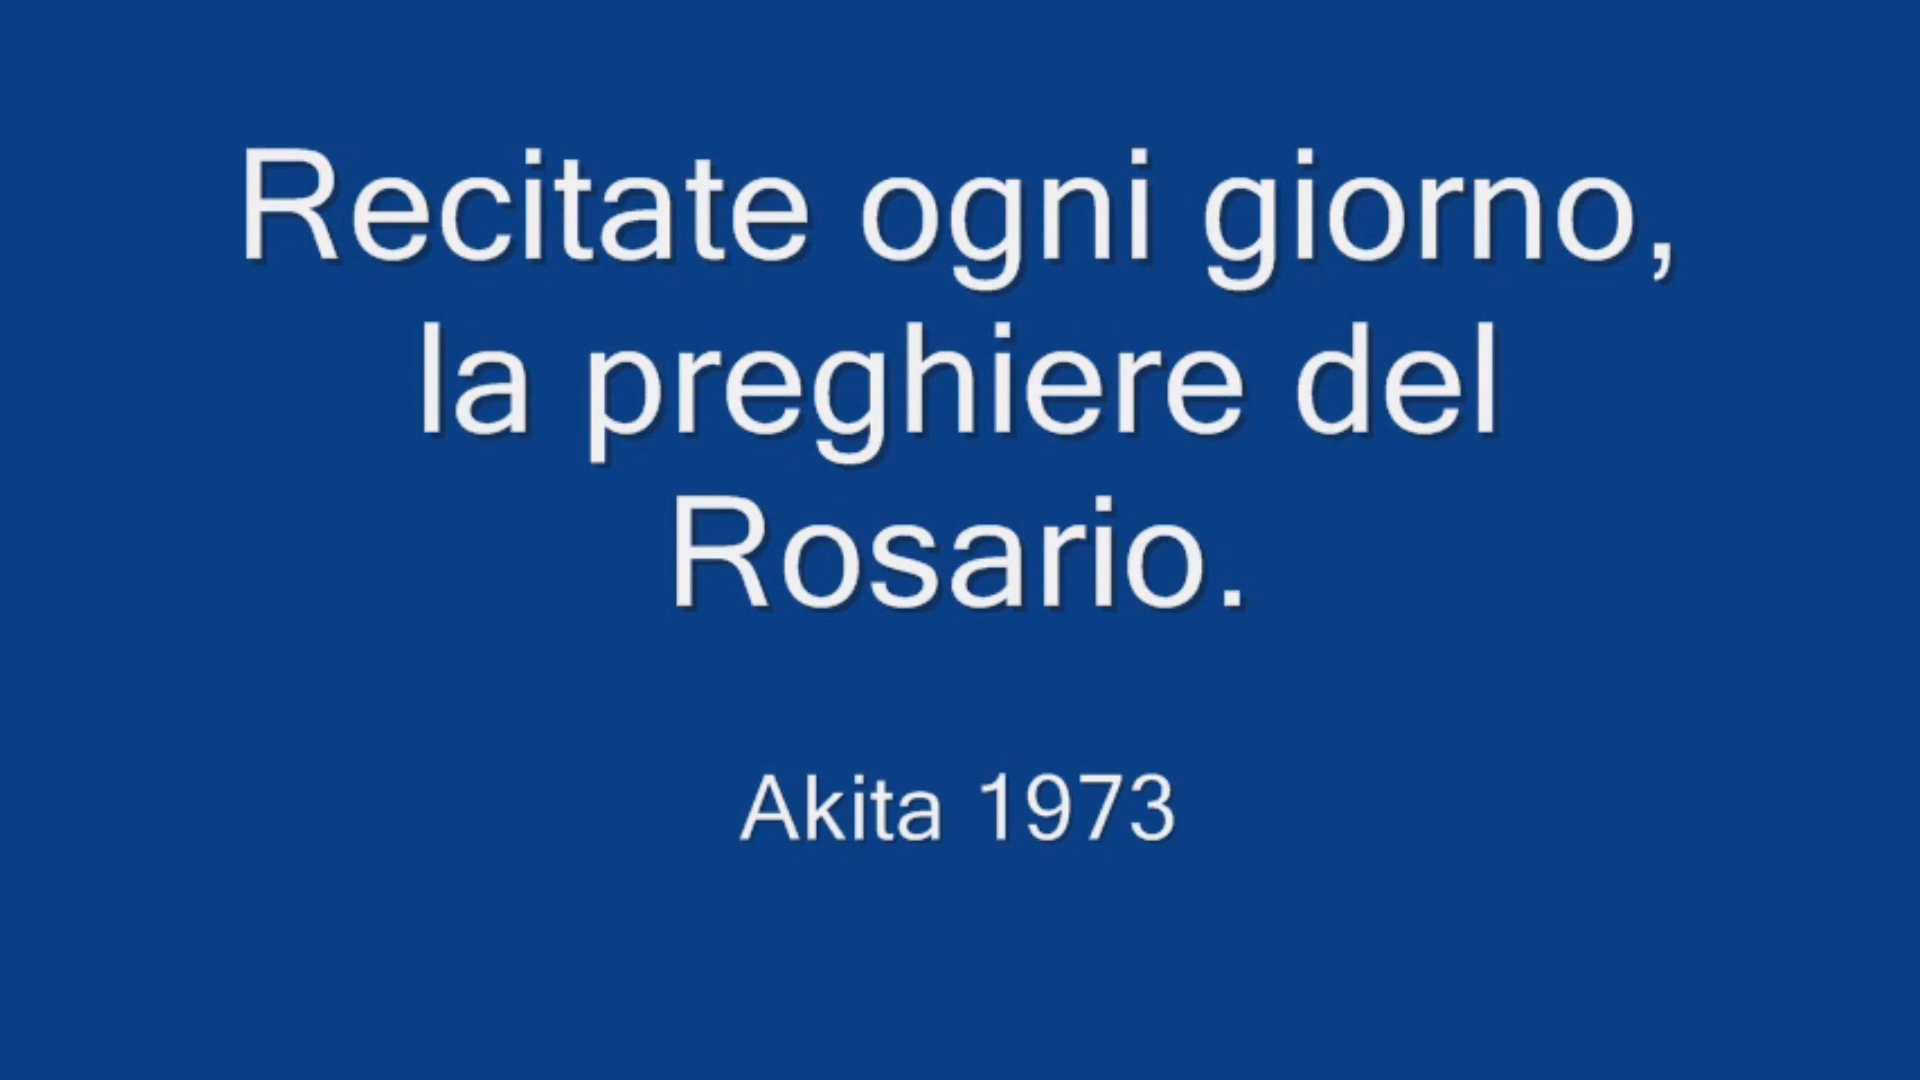 Recitate ogni giorno,
la preghiere del
Rosario.
Akita 1973